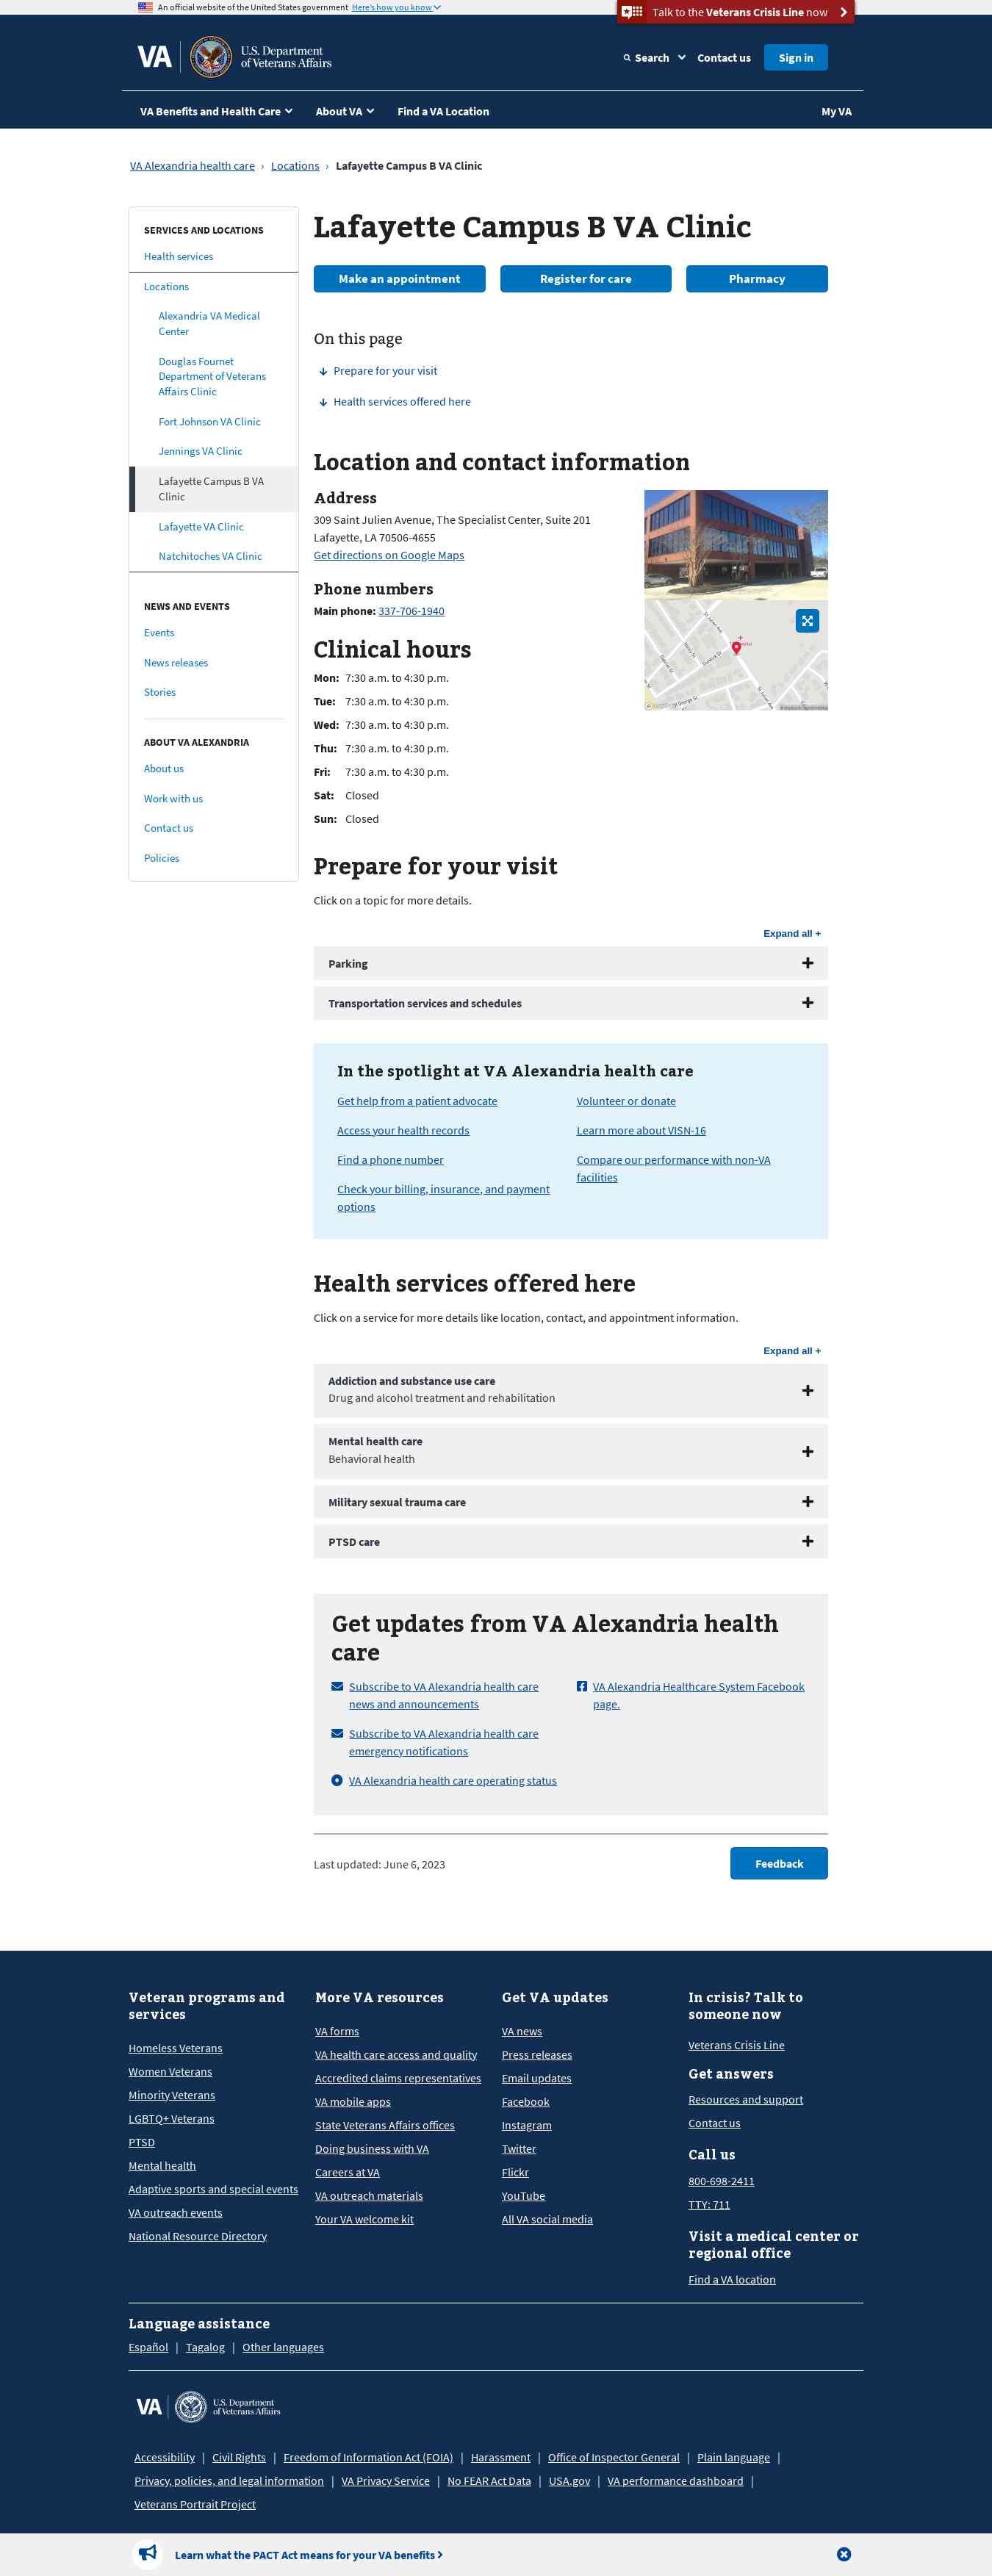 An official website of the United States government Here's how you know
Talk to the Veterans Crisis Line now
VA
U.S. Department
of Veterans Affairs
Search
Contact us
Sign in
VA Benefits and Health Care
About VA
Find a VA Location
My VA
VA Alexandria health care › Locations › Lafayette Campus B VA Clinic
SERVICES AND LOCATIONS
Health services
Locations
Alexandria VA Medical
Center
Douglas Fournet
Department of Veterans
Affairs Clinic
Fort Johnson VA Clinic
Jennings VA Clinic
Lafayette Campus B VA
Clinic
Lafayette VA Clinic
Natchitoches VA Clinic
NEWS AND EVENTS
Events
News releases
Stories
ABOUT VA ALEXANDRIA
About us
Work with us
Contact us
Policies
Lafayette Campus B VA Clinic
Make an appointment
Register for care
Pharmacy
On this page
Prepare for your visit
Health services offered here
Location and contact information
Address
309 Saint Julien Avenue, The Specialist Center, Suite 201
Lafayette, LA 70506-4655
Get directions on Google Maps
Phone numbers
Main phone: 337-706-1940
Clinical hours
Mon: 7:30 a.m. to 4:30 p.m.
Tue: 7:30 a.m. to 4:30 p.m.
Wed: 7:30 a.m. to 4:30 p.m.
Thu: 7:30 a.m. to 4:30 p.m.
Fri: 7:30 a.m. to 4:30 p.m.
Sat: Closed
Sun: Closed
St Julien Ave
St Julien Ave
Prepare for your visit
Click on a topic for more details.
Expand all +
Parking
Transportation services and schedules
In the spotlight at VA Alexandria health care
Get help from a patient advocate
Access your health records
Find a phone number
Check your billing, insurance, and payment
options
Volunteer or donate
Learn more about VISN-16
Compare our performance with non-VA
facilities
Health services offered here
Click on a service for more details like location, contact, and appointment information.
Expand all +
Addiction and substance use care
Drug and alcohol treatment and rehabilitation
Mental health care
Behavioral health
Military sexual trauma care
PTSD care
Get updates from VA Alexandria health
care
Subscribe to VA Alexandria health care
news and announcements
Subscribe to VA Alexandria health care
emergency notifications
VA Alexandria health care operating status
VA Alexandria Healthcare System Facebook
page.
Last updated: June 6, 2023
Feedback
Veteran programs and
services
Homeless Veterans
Women Veterans
Minority Veterans
LGBTQ+ Veterans
PTSD
Mental health
Adaptive sports and special events
VA outreach events
National Resource Directory
More VA resources
VA forms
VA health care access and quality
Accredited claims representatives
VA mobile apps
State Veterans Affairs offices
Doing business with VA
Careers at VA
VA outreach materials
Your VA welcome kit
Get VA updates
VA news
Press releases
Email updates
Facebook
Instagram
Twitter
Flickr
YouTube
All VA social media
In crisis? Talk to
someone now
Veterans Crisis Line
Get answers
Resources and support
Contact us
Call us
800-698-2411
TTY: 711
Visit a medical center or
regional office
Find a VA location
Language assistance
Español | Tagalog | Other languages
VA
U.S. Department
of Veterans Affairs
Accessibility | Civil Rights | Freedom of Information Act (FOIA) | Harassment | Office of Inspector General | Plain language |
Privacy, policies, and legal information | VA Privacy Service | No FEAR Act Data | USA.gov | VA performance dashboard |
Veterans Portrait Project
Learn what the PACT Act means for your VA benefits